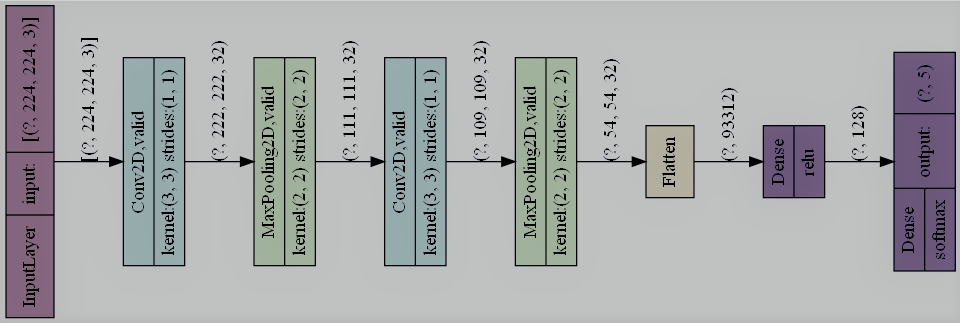 InputLayer input: [(?, 224, 224, 3)]
[(?, 224, 224, 3)]
Conv2D,valid
kernel:(3, 3) strides:(1, 1)
(?, 222, 222, 32)
MaxPooling2D,valid
kernel:(2, 2) strides:(2, 2)
(?, 111, 111, 32)
Conv2D,valid
kernel:(3, 3) strides:(1, 1)
(?, 109, 109, 32)
MaxPooling2D,valid
kernel:(2, 2) strides:(2, 2)
(?, 54, 54, 32)
Flatten
(?, 93312)
Dense
relu
(?, 128)
Dense
softmax
output: (?, 5)